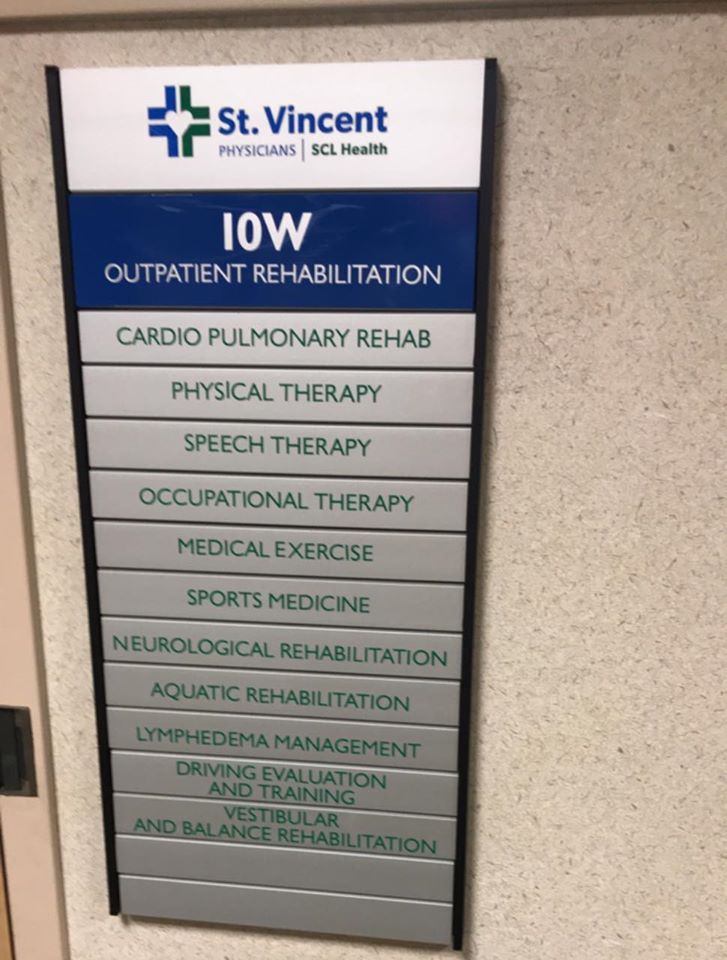 St. Vincent
PHYSICIANS | SCL Health
10W
OUTPATIENT REHABILITATION
CARDIO PULMONARY REHAB
PHYSICAL THERAPY
SPEECH THERAPY
OCCUPATIONAL THERAPY
MEDICAL EXERCISE
SPORTS MEDICINE
NEUROLOGICAL REHABILITATION
AQUATIC REHABILITATION
LYMPHEDEMA MANAGEMENT
DRIVING EVALUATION
AND TRAINING
VESTIBULAR
AND BALANCE REHABILITATION